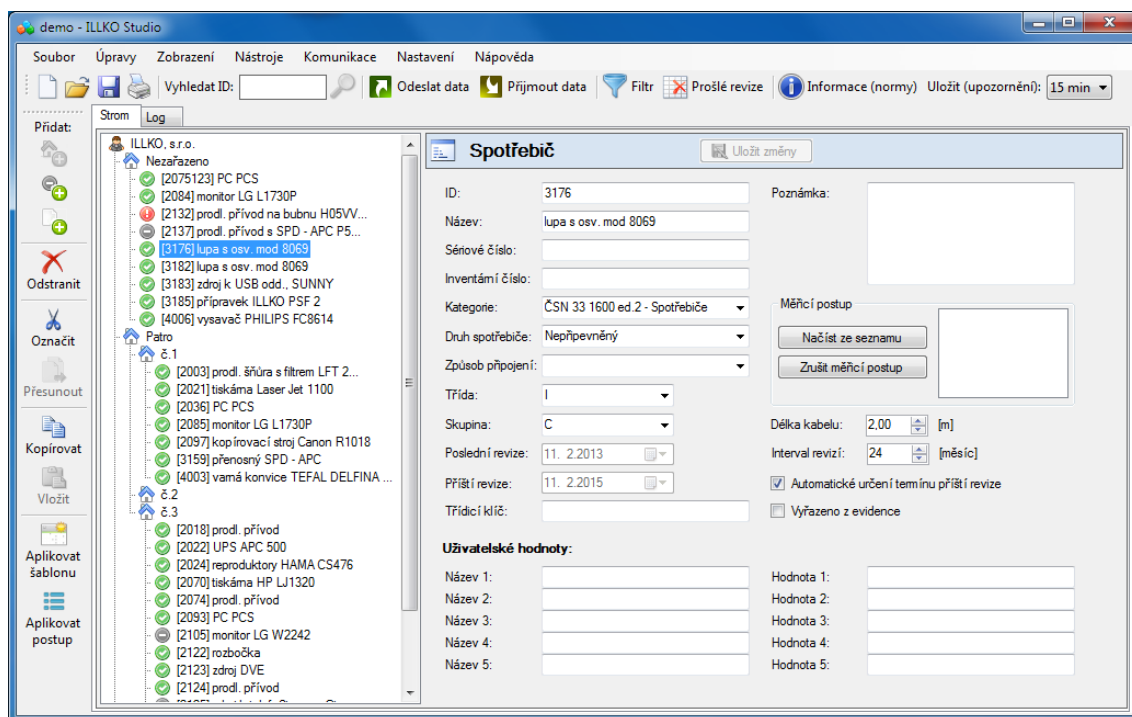 demo - ILLKO Studio
Soubor Úpravy Zobrazení Nástroje Komunikace Nastavení Nápověda
Vyhledat ID: Odeslat data Přijmout data Filtr Prošlé revize Informace (normy) Uložit (upozornění): 15 min
Přidat:
Odstranit
Označit
Přesunout
Kopírovat
Vložit
Aplikovat
šablonu
Aplikovat
postup
Strom Log
ILLKO, s.r.o.
Nezařazeno
[2075123] PC PCS
[2084] monitor LG L1730P
[2132] prodl. přívod na bubnu H05VV...
[2137] prodl. přívod s SPD - APC P5...
[3176] lupa s osv. mod 8069
[3182] lupa s osv. mod 8069
[3183] zdroj k USB odd., SUNNY
[3185] přípravek ILLKO PSF 2
[4006] vysavač PHILIPS FC8614
Patro
č.1
[2003] prodl. šňůra s filtrem LFT 2...
[2021] tiskárna Laser Jet 1100
[2036] PC PCS
[2085] monitor LG L1730P
[2097] kopírovací stroj Canon R1018
[3159] přenosný SPD - APC
[4003] varná konvice TEFAL DELFINA ...
č.2
č.3
[2018] prodl. přívod
[2022] UPS APC 500
[2024] reproduktory HAMA CS476
[2070] tiskárna HP LJ1320
[2074] prodl. přívod
[2093] PC PCS
[2105] monitor LG W2242
[2122] rozbočka
[2123] zdroj DVE
[2124] prodl. přívod
Spotřebič Uložit změny
ID: 3176
Název: lupa s osv. mod 8069
Sériové číslo:
Inventární číslo:
Kategorie: ČSN 33 1600 ed.2 - Spotřebiče
Druh spotřebiče: Nepřipevněný
Způsob připojení:
Třída: I
Skupina: C
Poslední revize: 11. 2.2013
Příští revize: 11. 2.2015
Třídicí klíč:
Poznámka:
Měřicí postup
Načíst ze seznamu
Zrušit měřicí postup
Délka kabelu: 2,00 [m]
Interval revizí: 24 [měsíc]
Automatické určení termínu příští revize
Vyřazeno z evidence
Uživatelské hodnoty:
Název 1: Hodnota 1:
Název 2: Hodnota 2:
Název 3: Hodnota 3:
Název 4: Hodnota 4:
Název 5: Hodnota 5: